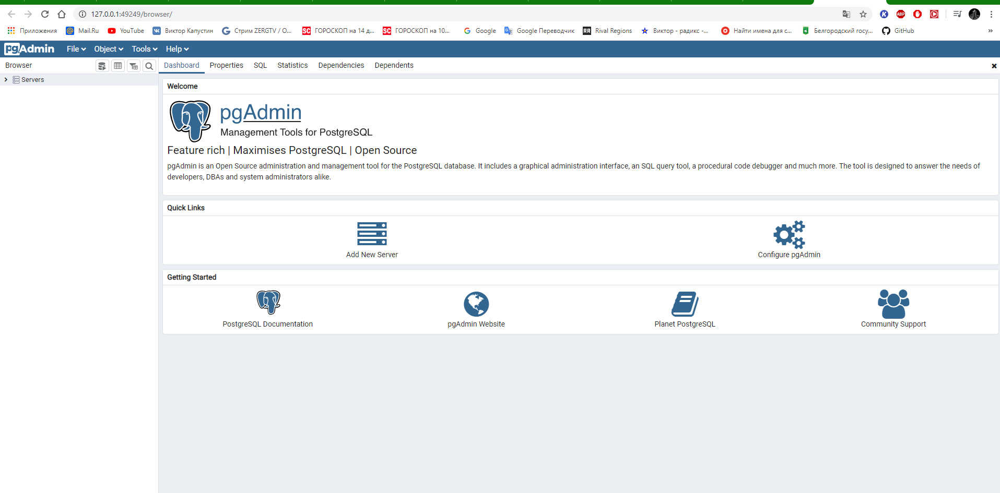 127.0.0.1:49249/browser/
Приложения Mail.Ru YouTube Виктор Капустин Стрим ZERGTV / О... SC ГОРОСКОП на 14 д... SC ГОРОСКОП на 10... Google Google Переводчик RR Rival Regions Виктор - радикс -... Найти имена для с... Белгородский госу... GitHub »
pgAdmin File Object Tools Help
Browser Dashboard Properties SQL Statistics Dependencies Dependents
Servers
Welcome
pgAdmin
Management Tools for PostgreSQL
Feature rich | Maximises PostgreSQL | Open Source
pgAdmin is an Open Source administration and management tool for the PostgreSQL database. It includes a graphical administration interface, an SQL query tool, a procedural code debugger and much more. The tool is designed to answer the needs of
developers, DBAs and system administrators alike.
Quick Links
Add New Server Configure pgAdmin
Getting Started
PostgreSQL Documentation pgAdmin Website Planet PostgreSQL Community Support